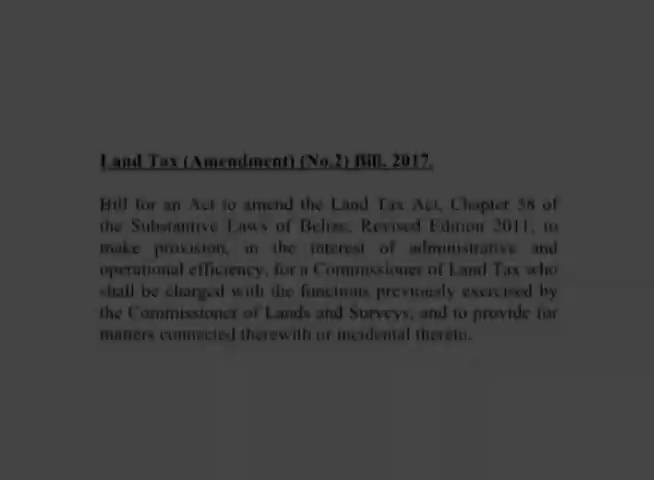 Land Tax (Amendment) (No.2) Bill, 2017.
Bill for an Act to amend the Land Tax Act, Chapter 58 of
the Substantive Laws of Belize, Revised Edition 2011, to
make provision, in the interest of administrative and
operational efficiency, for a Commissioner of Land Tax who
shall be charged with the functions previously exercised by
the Commissioner of Lands and Surveys, and to provide for
matters connected therewith or incidental thereto.